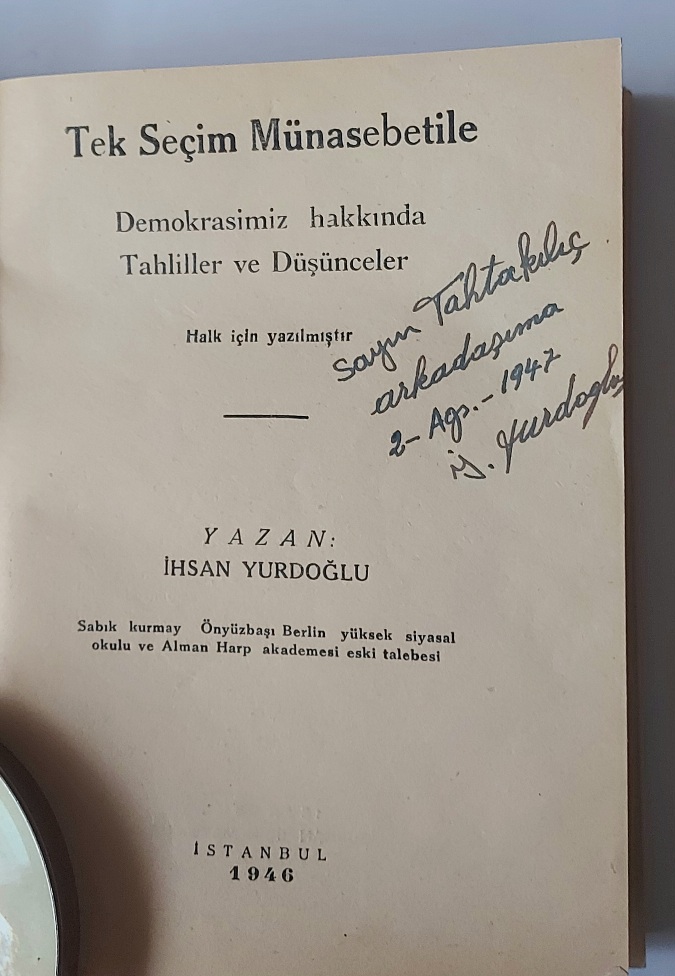 Tek Seçim Münasebetile
Demokrasimiz hakkında
Tahliller ve Düşünceler
Halk için yazılmıştır
Sayın Tahtakılıç
arkadaşıma
2-Ağs.-1947
İ. Yurdoğlu
YAZAN:
İHSAN YURDOĞLU
Sabık kurmay Önyüzbaşı Berlin yüksek siyasal
okulu ve Alman Harp akademesi eski talebesi
İSTANBUL
1946